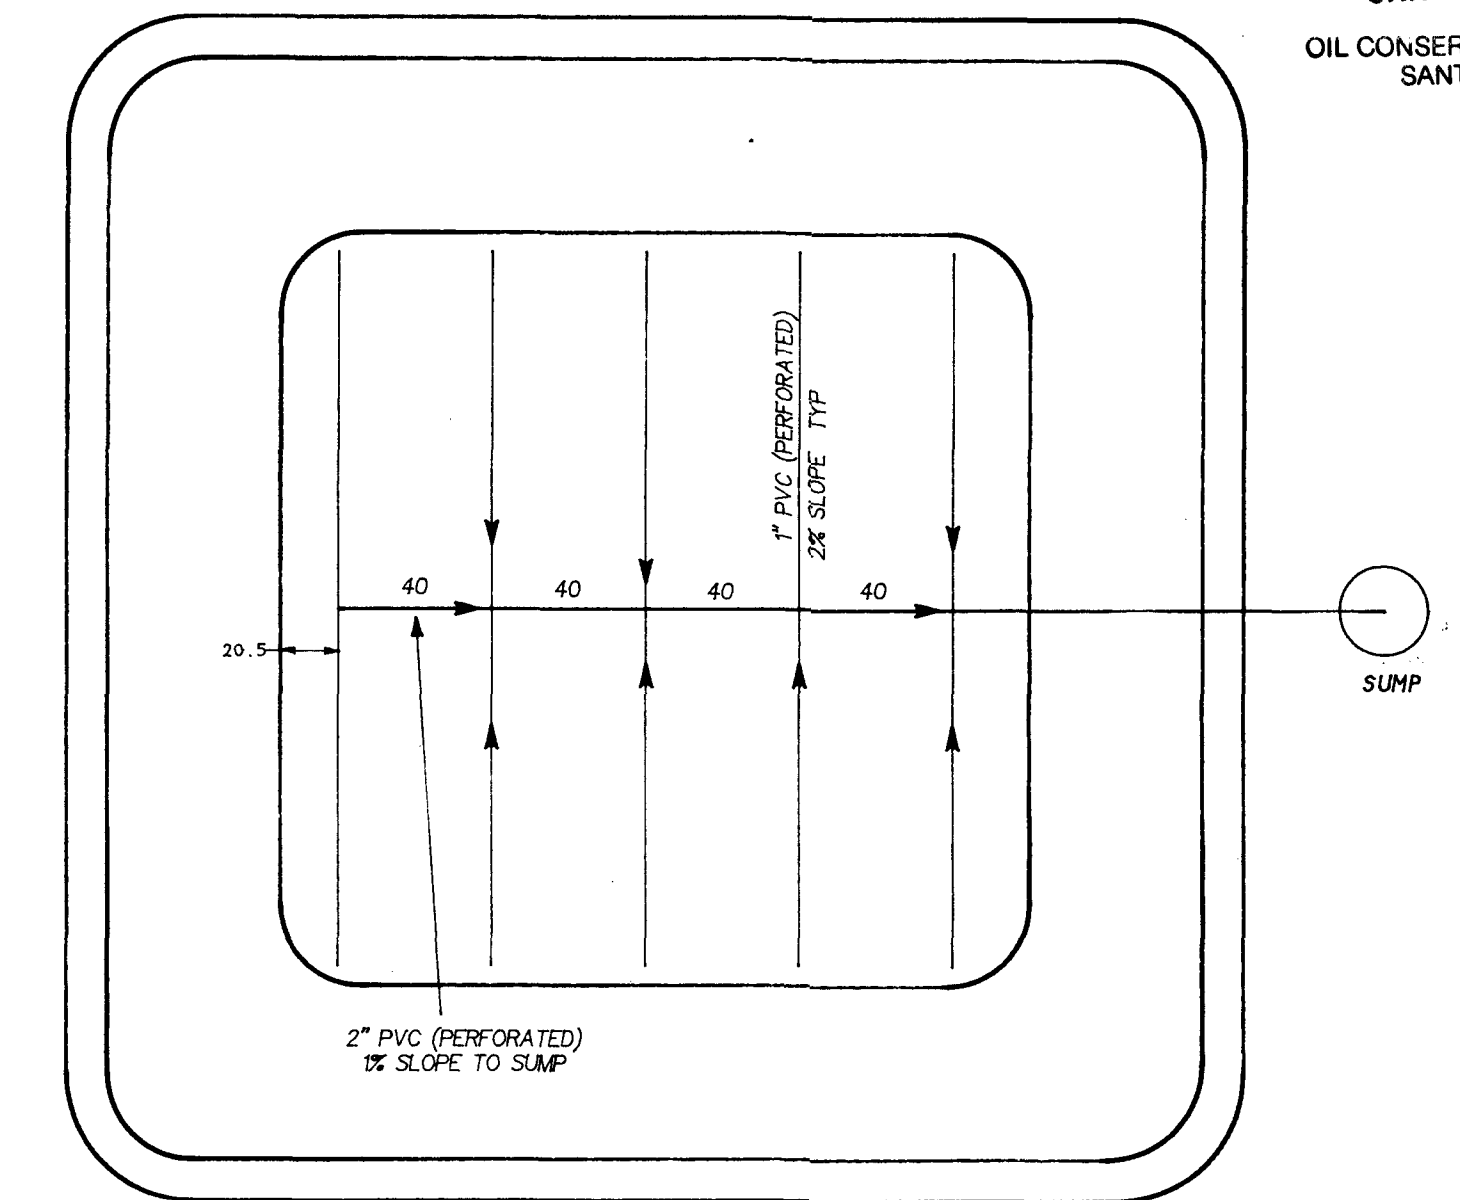 OIL CONSER
SANT
1" PVC (PERFORATED)
2% SLOPE TYP
40
40
40
40
20.5
SUMP
2" PVC (PERFORATED)
1% SLOPE TO SUMP